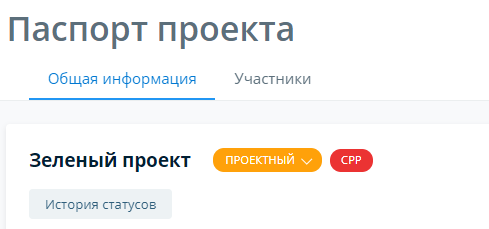 Паспорт проекта
Общая информация Участники
Зеленый проект ПРОЕКТНЫЙ СРР
История статусов